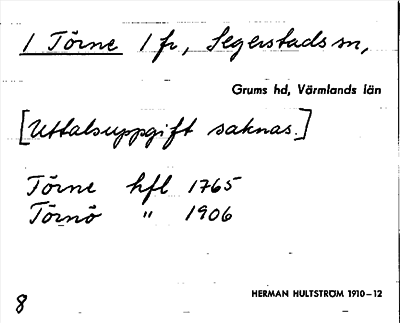 1 Törne 1 fr, Segerstads sn,
Grums hd, Värmlands län
[Uttalsuppgift saknas.]
Törne hfl 1765
Törnö " 1906
HERMAN HULTSTRÖM 1910–12
8